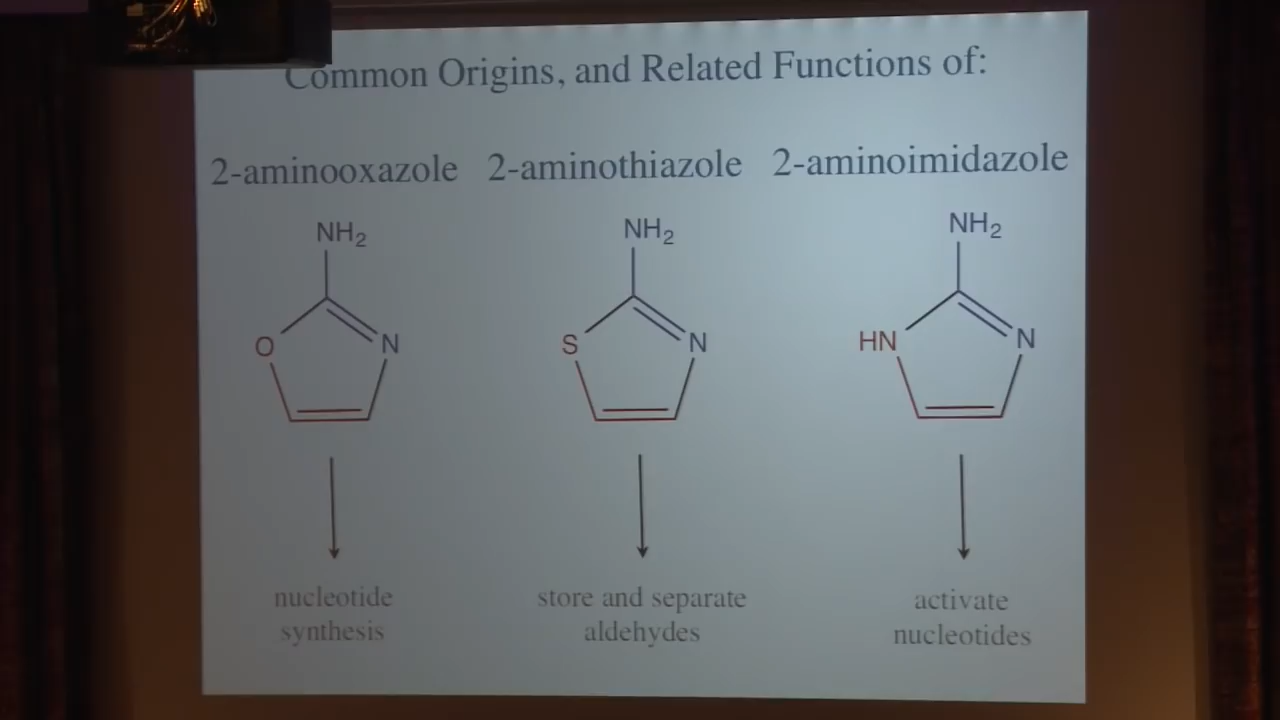 Common Origins, and Related Functions of:
2-aminooxazole 2-aminothiazole 2-aminoimidazole
NH2 NH2 NH2
O N S N HN N
nucleotide
synthesis
store and separate
aldehydes
activate
nucleotides